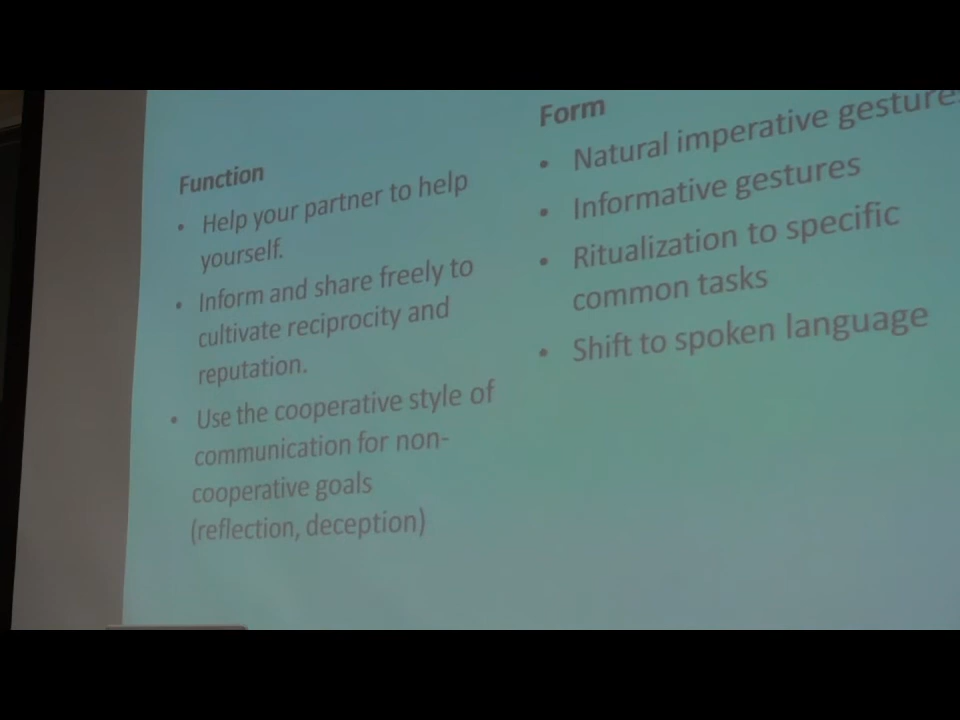 Function
• Help your partner to help
yourself.
• Inform and share freely to
cultivate reciprocity and
reputation.
• Use the cooperative style of
communication for non-
cooperative goals
(reflection, deception)
Form
• Natural imperative gesture
• Informative gestures
• Ritualization to specific
common tasks
• Shift to spoken language